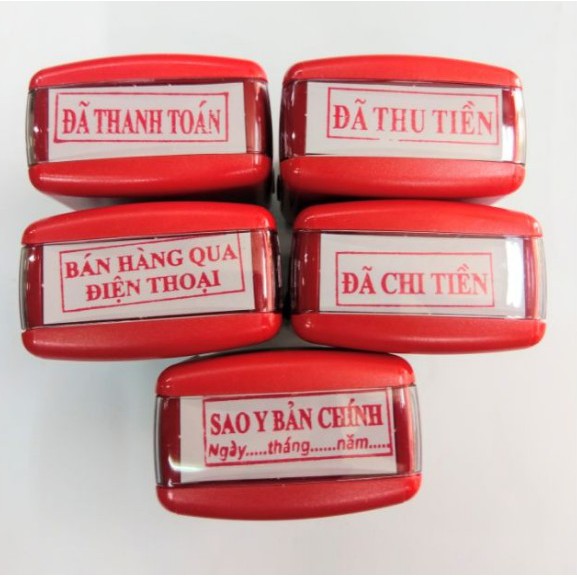 ĐÃ THANH TOÁN
ĐÃ THU TIỀN
BÁN HÀNG QUA
ĐIỆN THOẠI
ĐÃ CHI TIỀN
SAO Y BẢN CHÍNH
Ngày.....tháng......năm.....